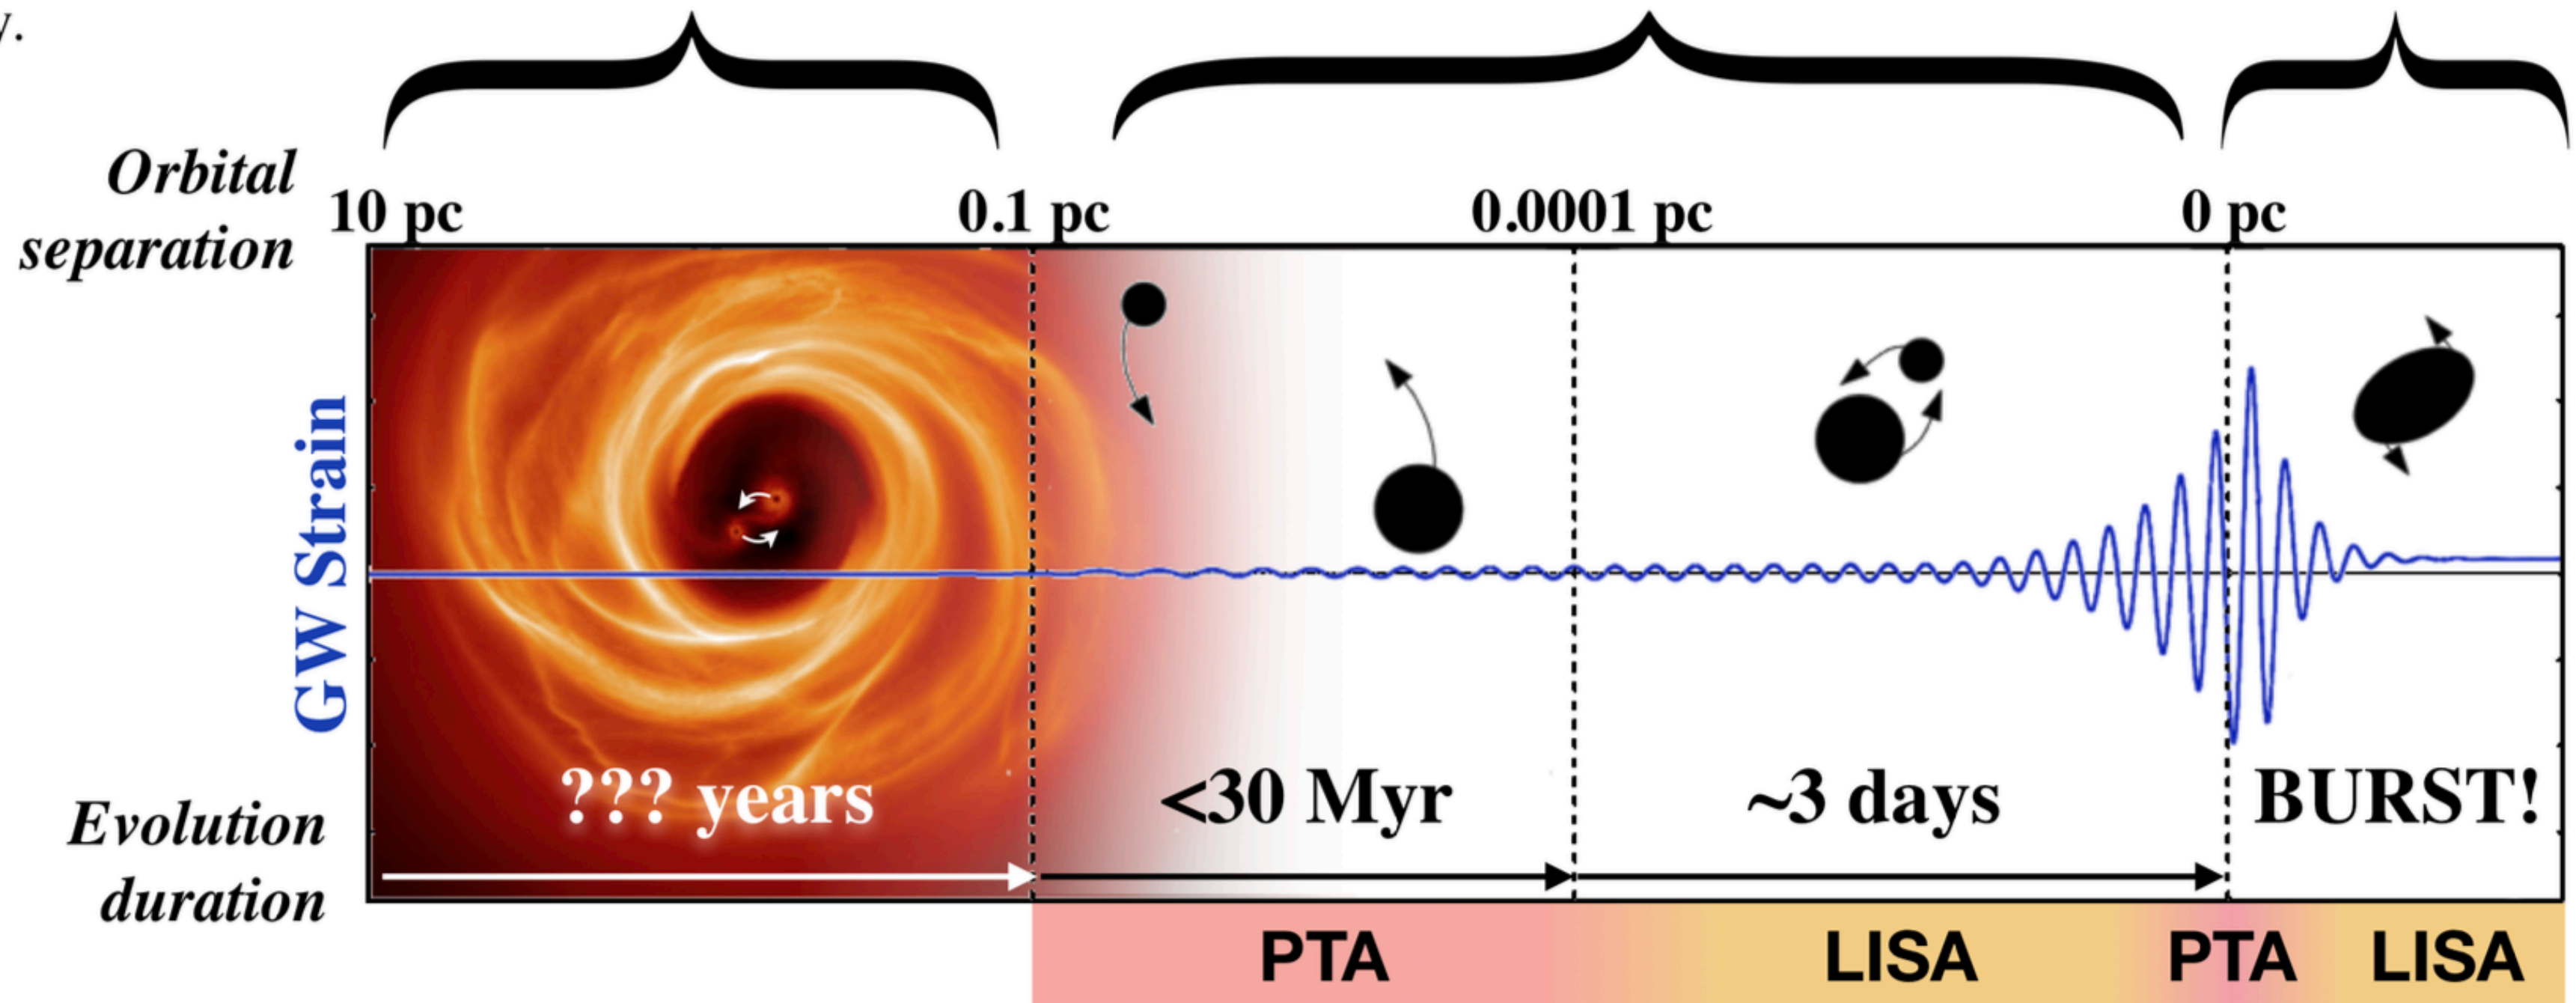 y.
Orbital
separation
10 pc
0.1 pc
0.0001 pc
0 pc
GW Strain
??? years
<30 Myr
~3 days
BURST!
Evolution
duration
PTA
LISA
PTA
LISA